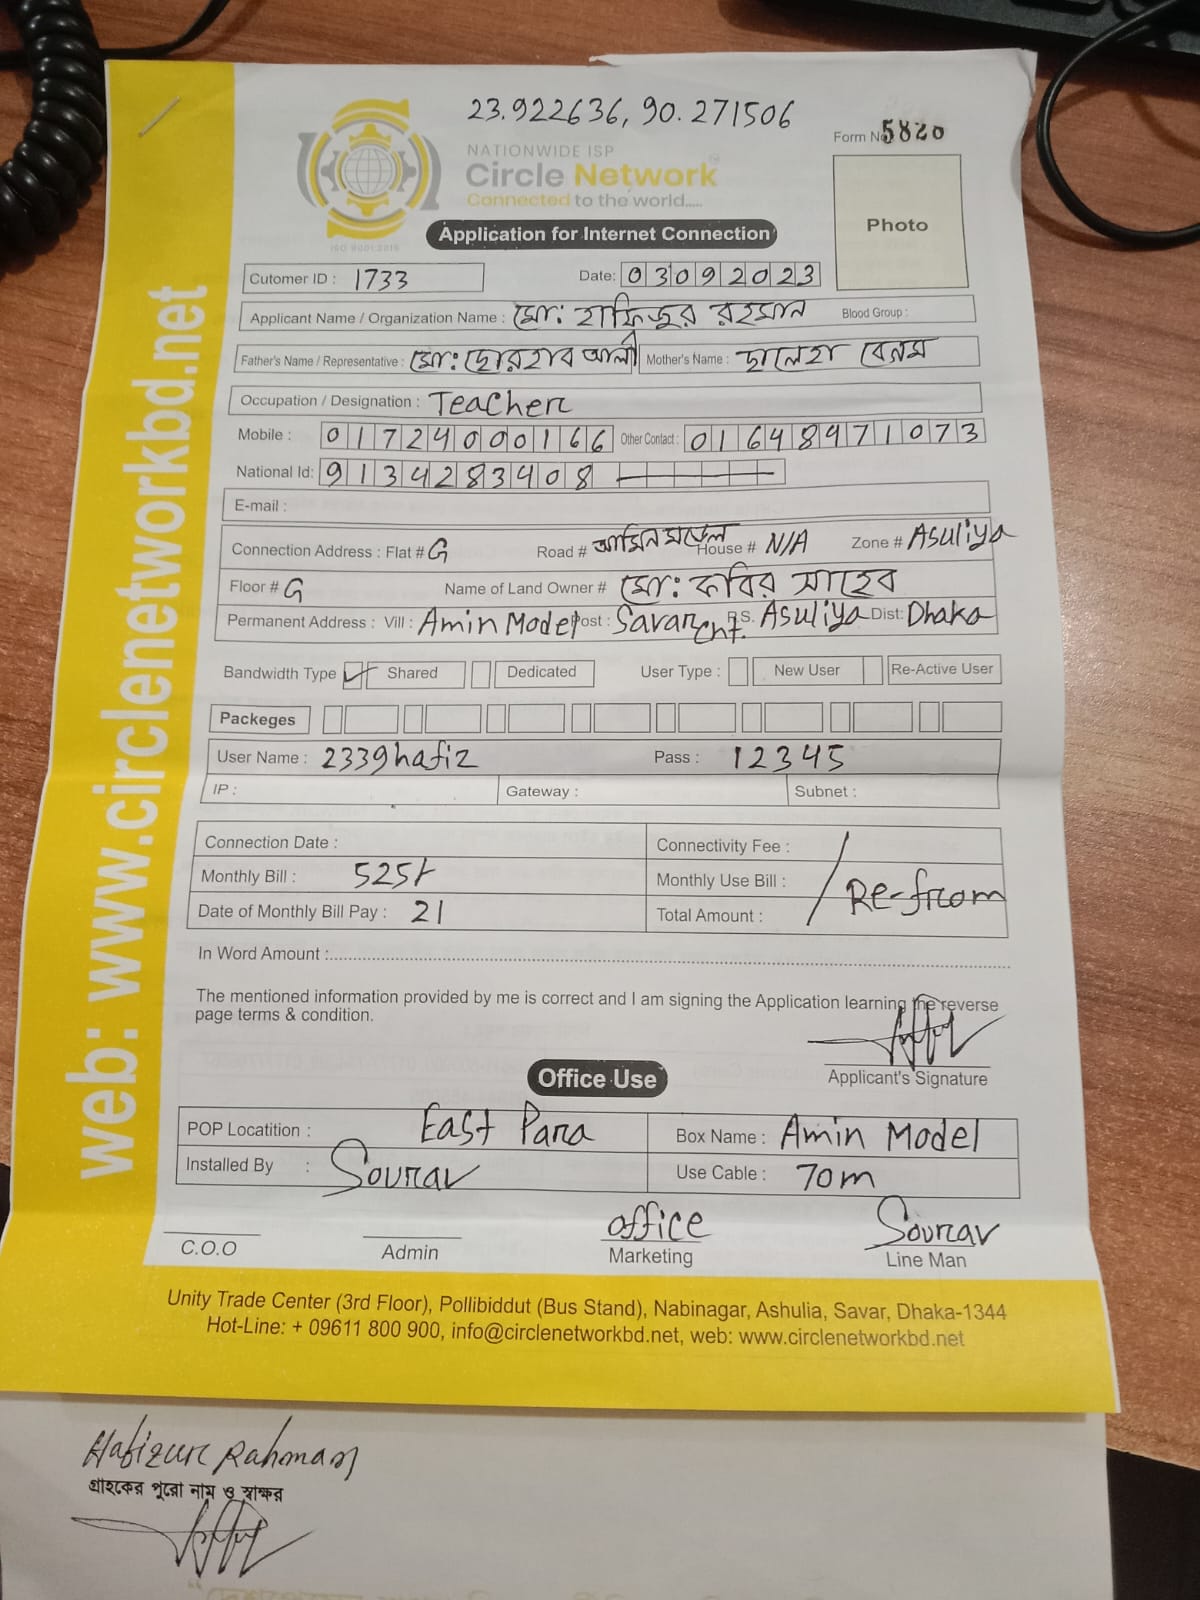 23.922636, 90.271506
Form No 5820
NATIONWIDE ISP
Circle Network
Connected to the world.....
ISO 9001:2015
Photo
Application for Internet Connection
Cutomer ID : 1733 Date: 03092023
Applicant Name / Organization Name : মো: হাফিজুর রহমান Blood Group :
Father's Name / Representative : মো: ছোরহাব আলী Mother's Name : ছালেহা বেগম
Occupation / Designation : Teacher
Mobile : 01724000166 Other Contact : 01648971073
National Id: 9134283408
E-mail :
Connection Address : Flat # G Road # আমিন মডেল House # N/A Zone # Asuliya
Floor # G Name of Land Owner # মো: কবির সাহেব
Permanent Address : Vill : Amin Model Post : Savar Cnt. P.S. Asuliya Dist: Dhaka
Bandwidth Type ✓ Shared Dedicated User Type : New User Re-Active User
Packeges
User Name : 2339hafiz Pass : 12345
IP : Gateway : Subnet :
Connection Date : Connectivity Fee :
Monthly Bill : 525/- Monthly Use Bill : Re-from
Date of Monthly Bill Pay : 21 Total Amount :
In Word Amount :
The mentioned information provided by me is correct and I am signing the Application learning the reverse
page terms & condition.
Applicant's Signature
Office Use
POP Locatition : East Para Box Name : Amin Model
Installed By : Sourav Use Cable : 70m
C.O.O Admin office Marketing Sourav Line Man
Unity Trade Center (3rd Floor), Pollibiddut (Bus Stand), Nabinagar, Ashulia, Savar, Dhaka-1344
Hot-Line: + 09611 800 900, info@circlenetworkbd.net, web: www.circlenetworkbd.net
web: www.circlenetworkbd.net
Hafizur Rahman
গ্রাহকের পুরো নাম ও স্বাক্ষর